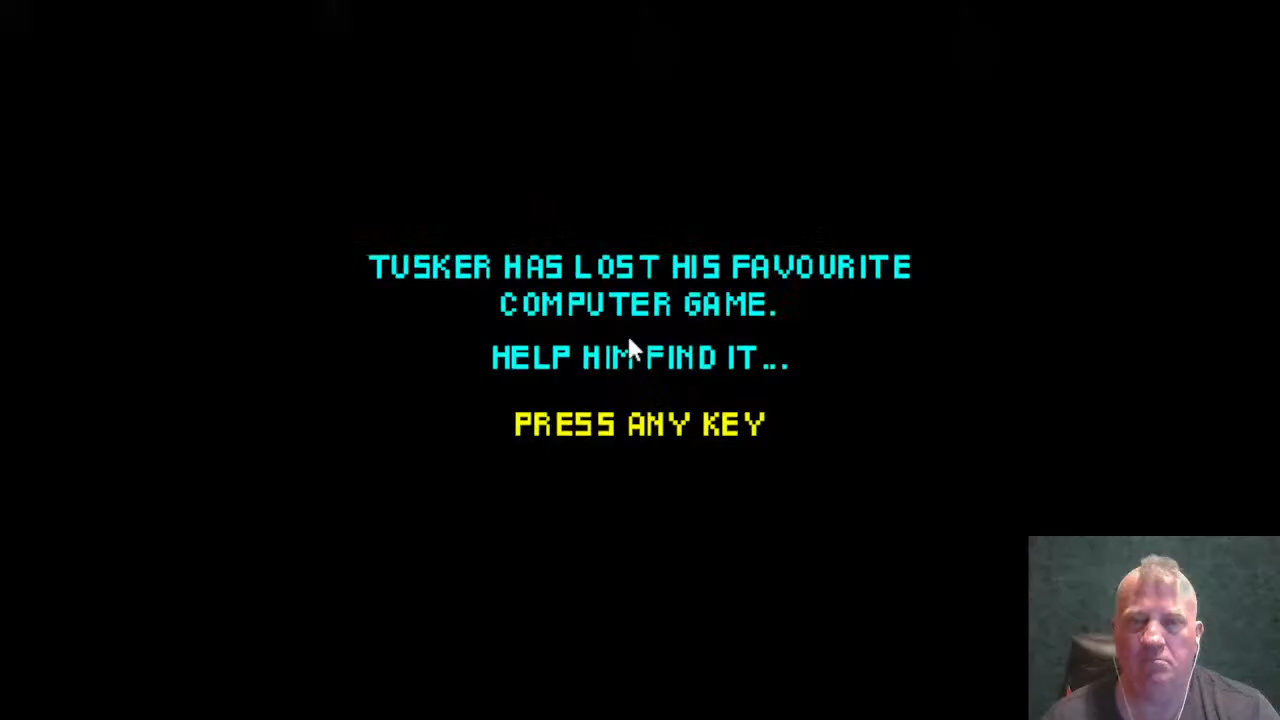 TUSKER HAS LOST HIS FAVOURITE
COMPUTER GAME.
HELP HIM FIND IT...
PRESS ANY KEY